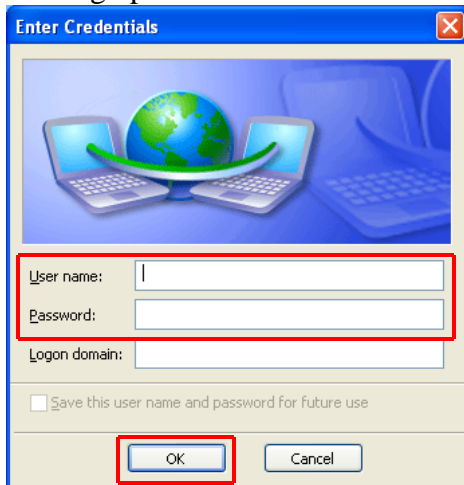 Enter Credentials
User name:
Password:
Logon domain:
Save this user name and password for future use
OK Cancel